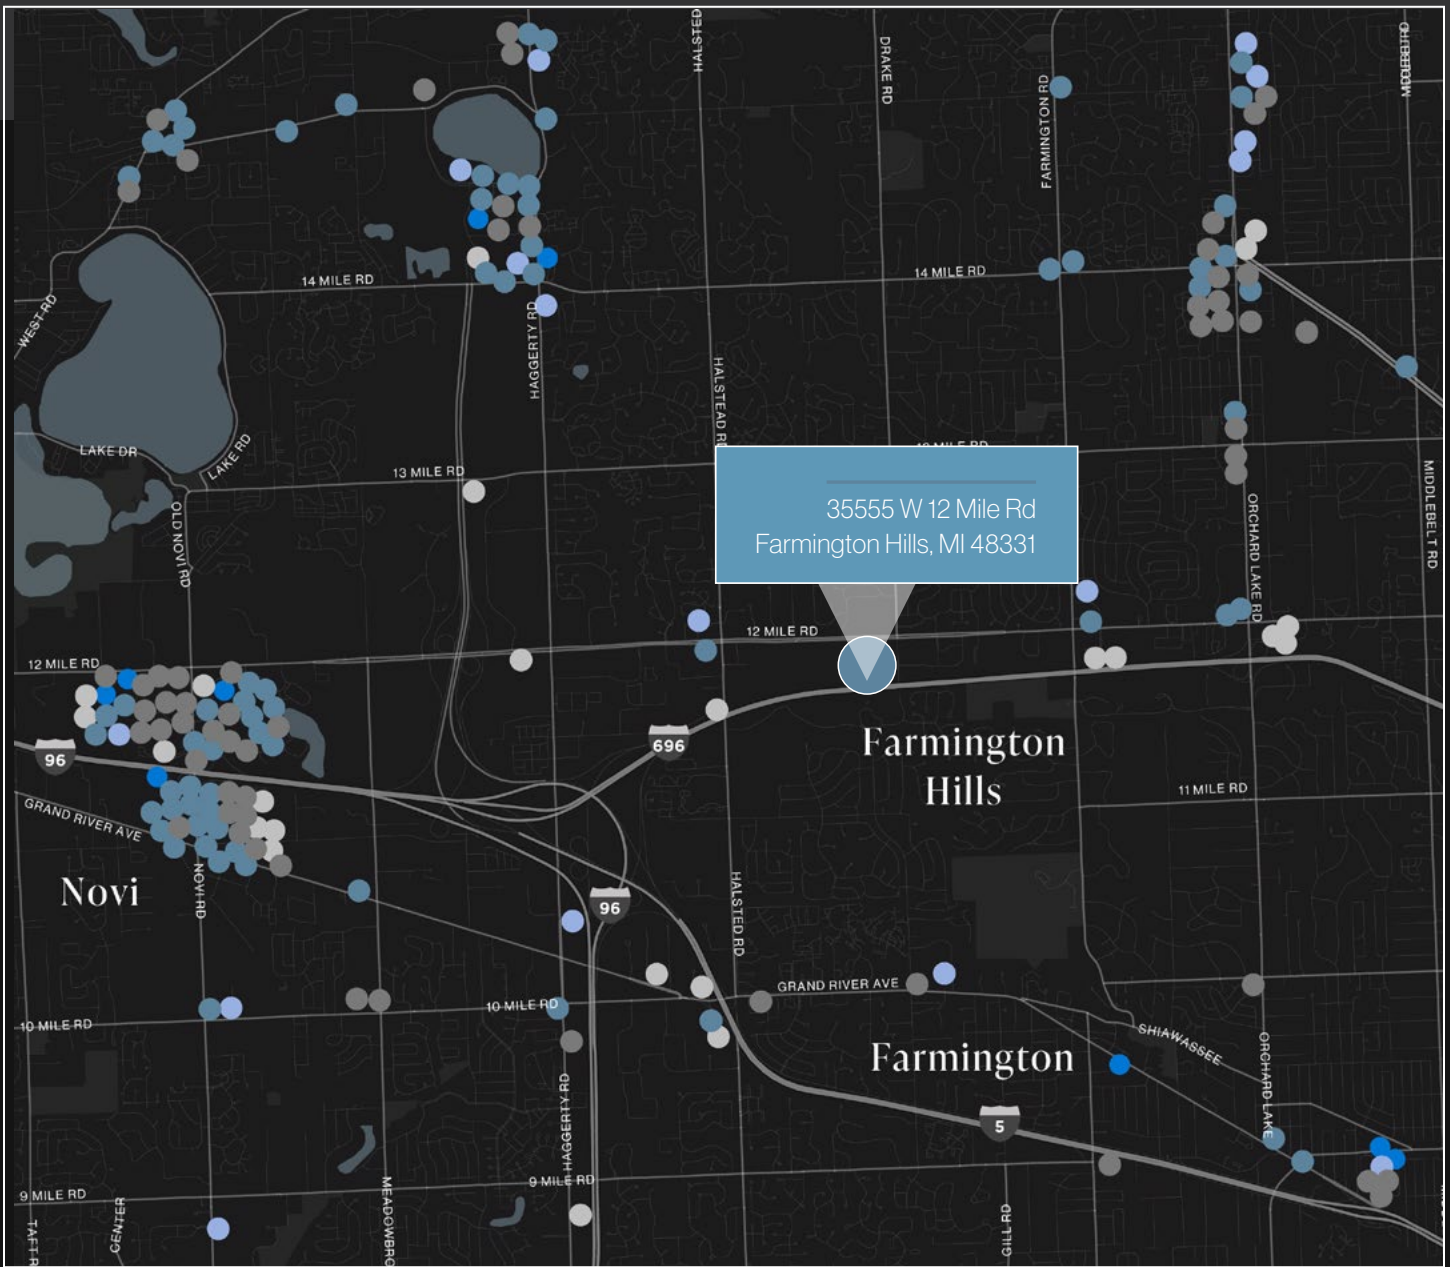 HALSTED
DRAKE RD
FARMINGTON RD
14 MILE RD
14 MILE RD
WEST RD
HAGGERTY RD
HALSTEAD RD
LAKE DR
LAKE RD
13 MILE RD
MIDDLEBELT RD
OLD NOVI RD
ORCHARD LAKE RD
35555 W 12 Mile Rd
Farmington Hills, MI 48331
12 MILE RD
12 MILE RD
696
96
Farmington
Hills
11 MILE RD
GRAND RIVER AVE
Novi
NOVI RD
96
HALSTED RD
GRAND RIVER AVE
10 MILE RD
10 MILE RD
SHIAWASSEE
Farmington
ORCHARD LAKE
HAGGERTY RD
5
9 MILE RD
9 MILE RD
TAFT R
CENTER
MEADOWBRO
GILL RD